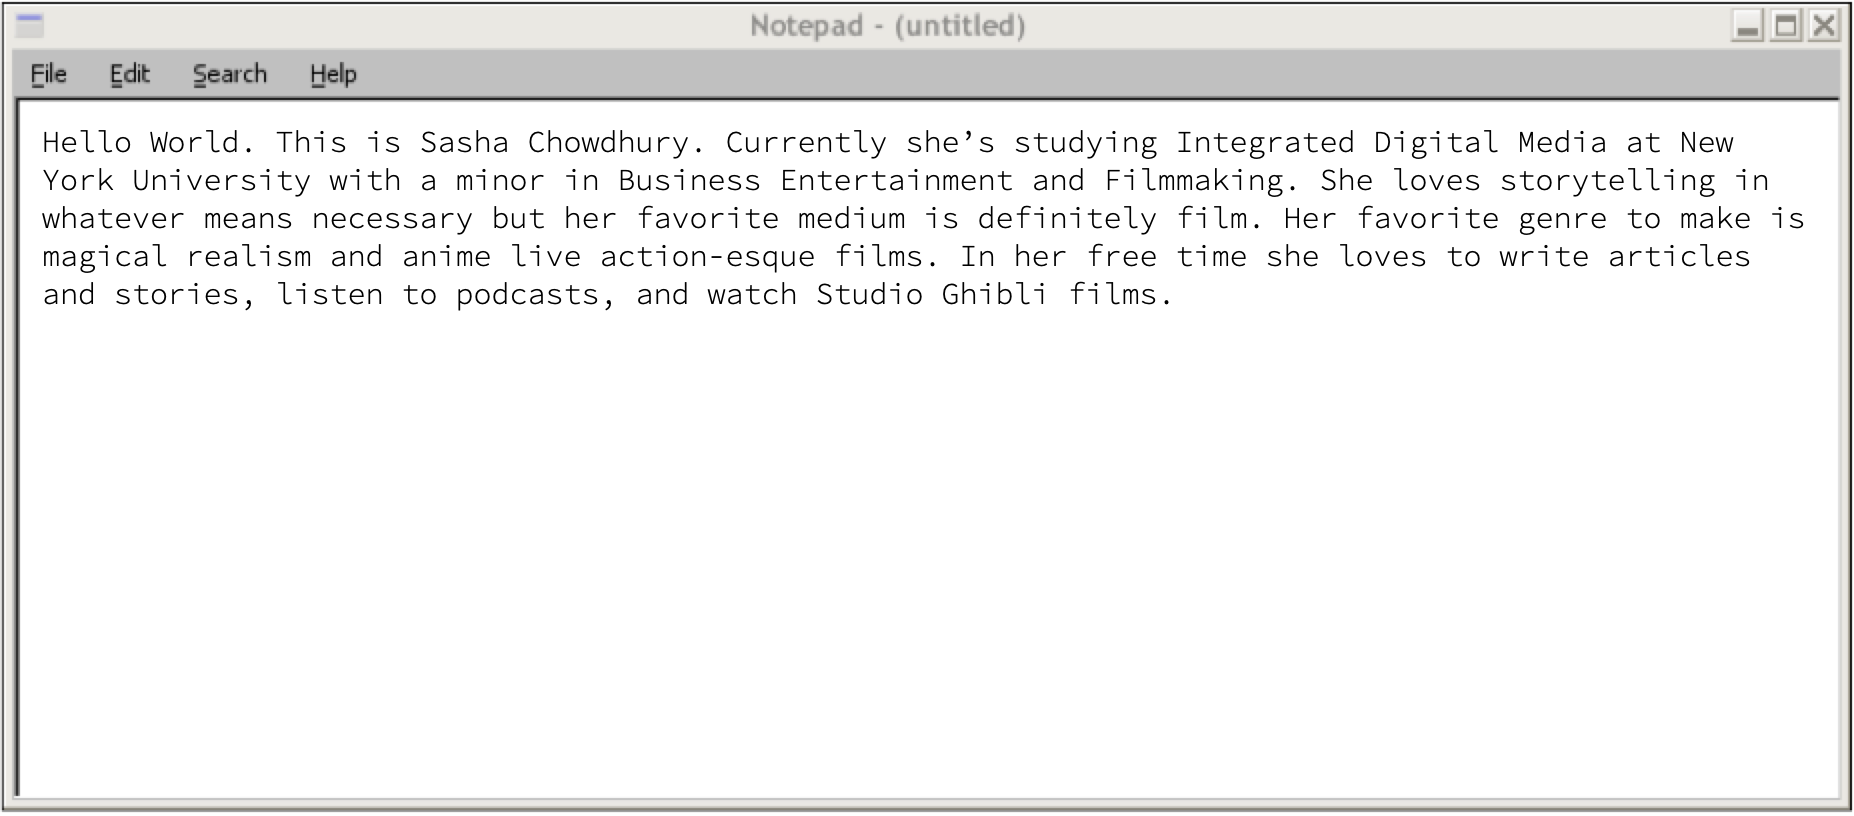 Notepad - (untitled)
File Edit Search Help
Hello World. This is Sasha Chowdhury. Currently she’s studying Integrated Digital Media at New
York University with a minor in Business Entertainment and Filmmaking. She loves storytelling in
whatever means necessary but her favorite medium is definitely film. Her favorite genre to make is
magical realism and anime live action-esque films. In her free time she loves to write articles
and stories, listen to podcasts, and watch Studio Ghibli films.